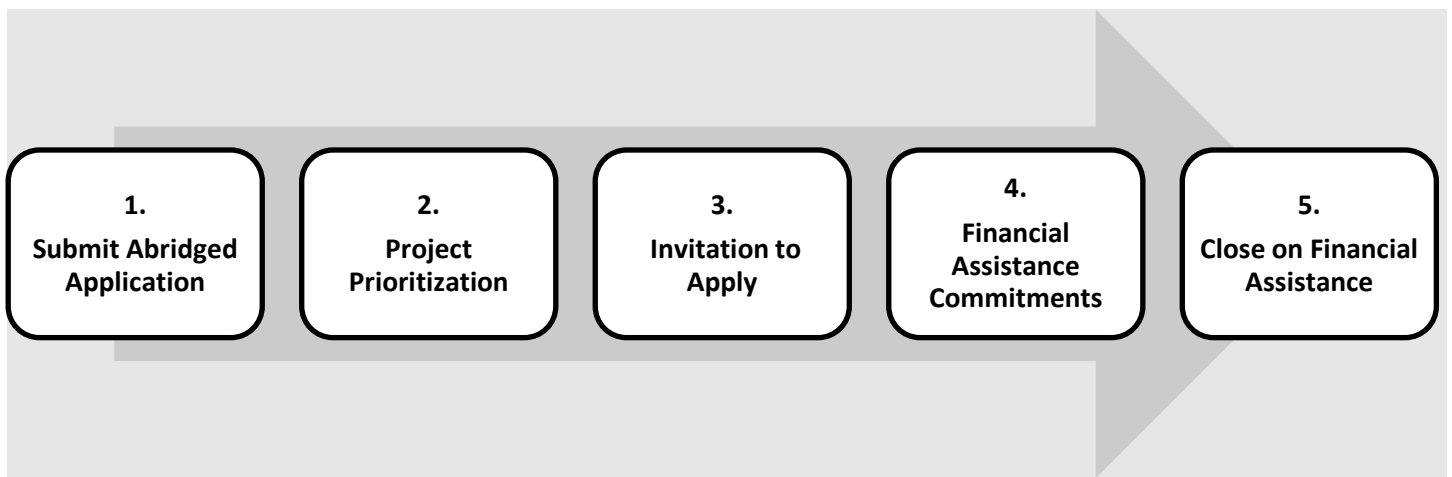 1.
Submit Abridged
Application
2.
Project
Prioritization
3.
Invitation to
Apply
4.
Financial
Assistance
Commitments
5.
Close on Financial
Assistance